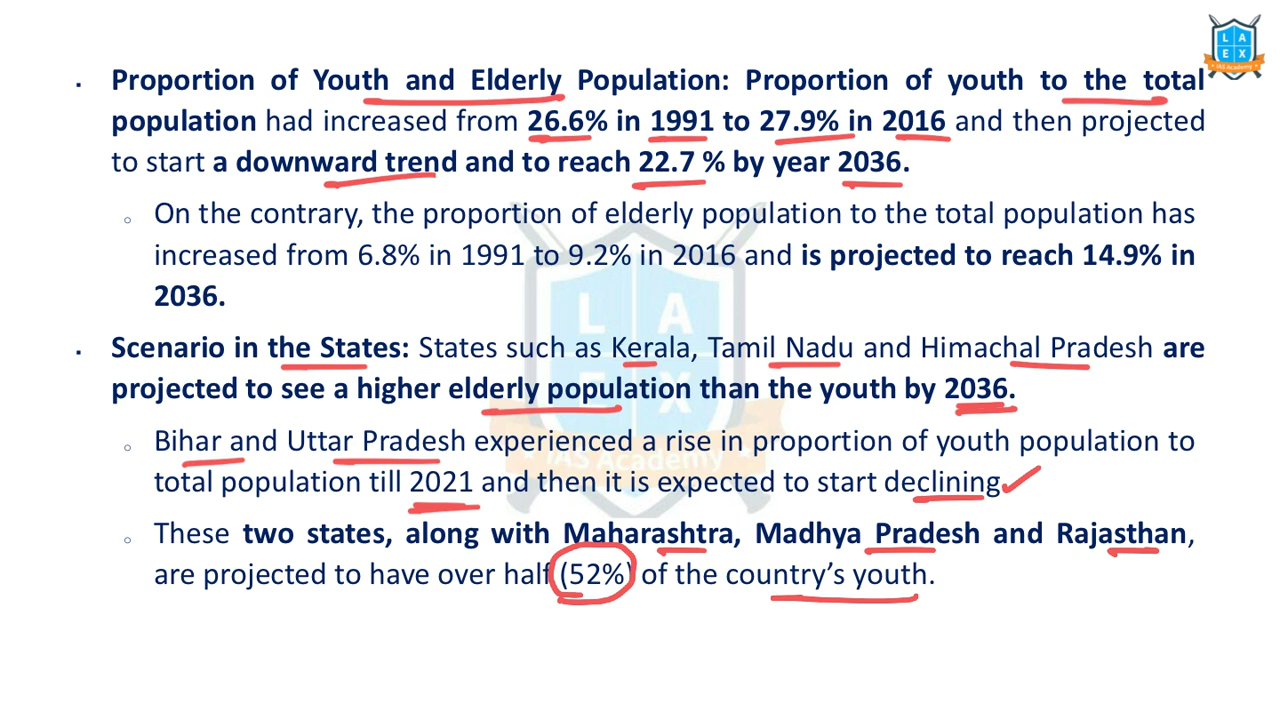 L A
E X
IAS Academy
Proportion of Youth and Elderly Population: Proportion of youth to the total
population had increased from 26.6% in 1991 to 27.9% in 2016 and then projected
to start a downward trend and to reach 22.7 % by year 2036.
On the contrary, the proportion of elderly population to the total population has
increased from 6.8% in 1991 to 9.2% in 2016 and is projected to reach 14.9% in
2036.
Scenario in the States: States such as Kerala, Tamil Nadu and Himachal Pradesh are
projected to see a higher elderly population than the youth by 2036.
Bihar and Uttar Pradesh experienced a rise in proportion of youth population to
total population till 2021 and then it is expected to start declining
These two states, along with Maharashtra, Madhya Pradesh and Rajasthan,
are projected to have over half (52%) of the country's youth.
L A
E X
IAS Academy